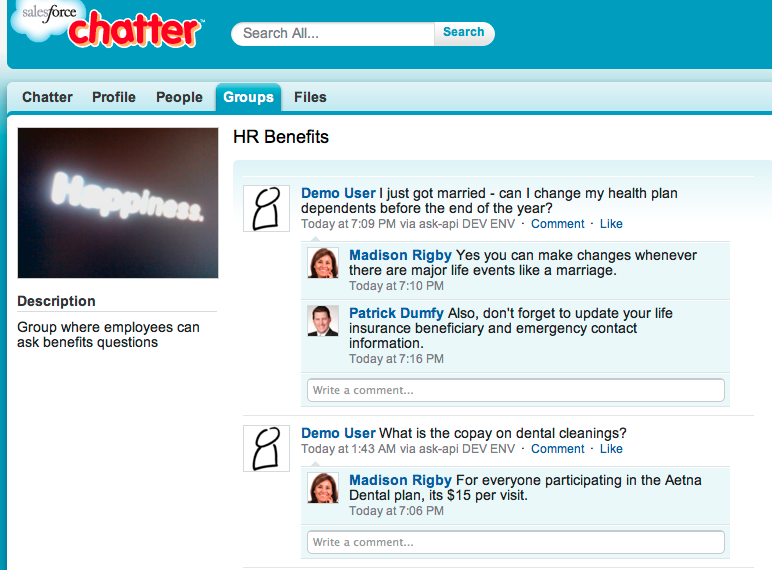 salesforce
chatter™
Search All...
Search
Chatter
Profile
People
Groups
Files
Happiness.
HR Benefits
Description
Group where employees can
ask benefits questions
Demo User I just got married - can I change my health plan
dependents before the end of the year?
Today at 7:09 PM via ask-api DEV ENV · Comment · Like
Madison Rigby Yes you can make changes whenever
there are major life events like a marriage.
Today at 7:10 PM
Patrick Dumfy Also, don't forget to update your life
insurance beneficiary and emergency contact
information.
Today at 7:16 PM
Write a comment...
Demo User What is the copay on dental cleanings?
Today at 1:43 AM via ask-api DEV ENV · Comment · Like
Madison Rigby For everyone participating in the Aetna
Dental plan, its $15 per visit.
Today at 7:06 PM
Write a comment...